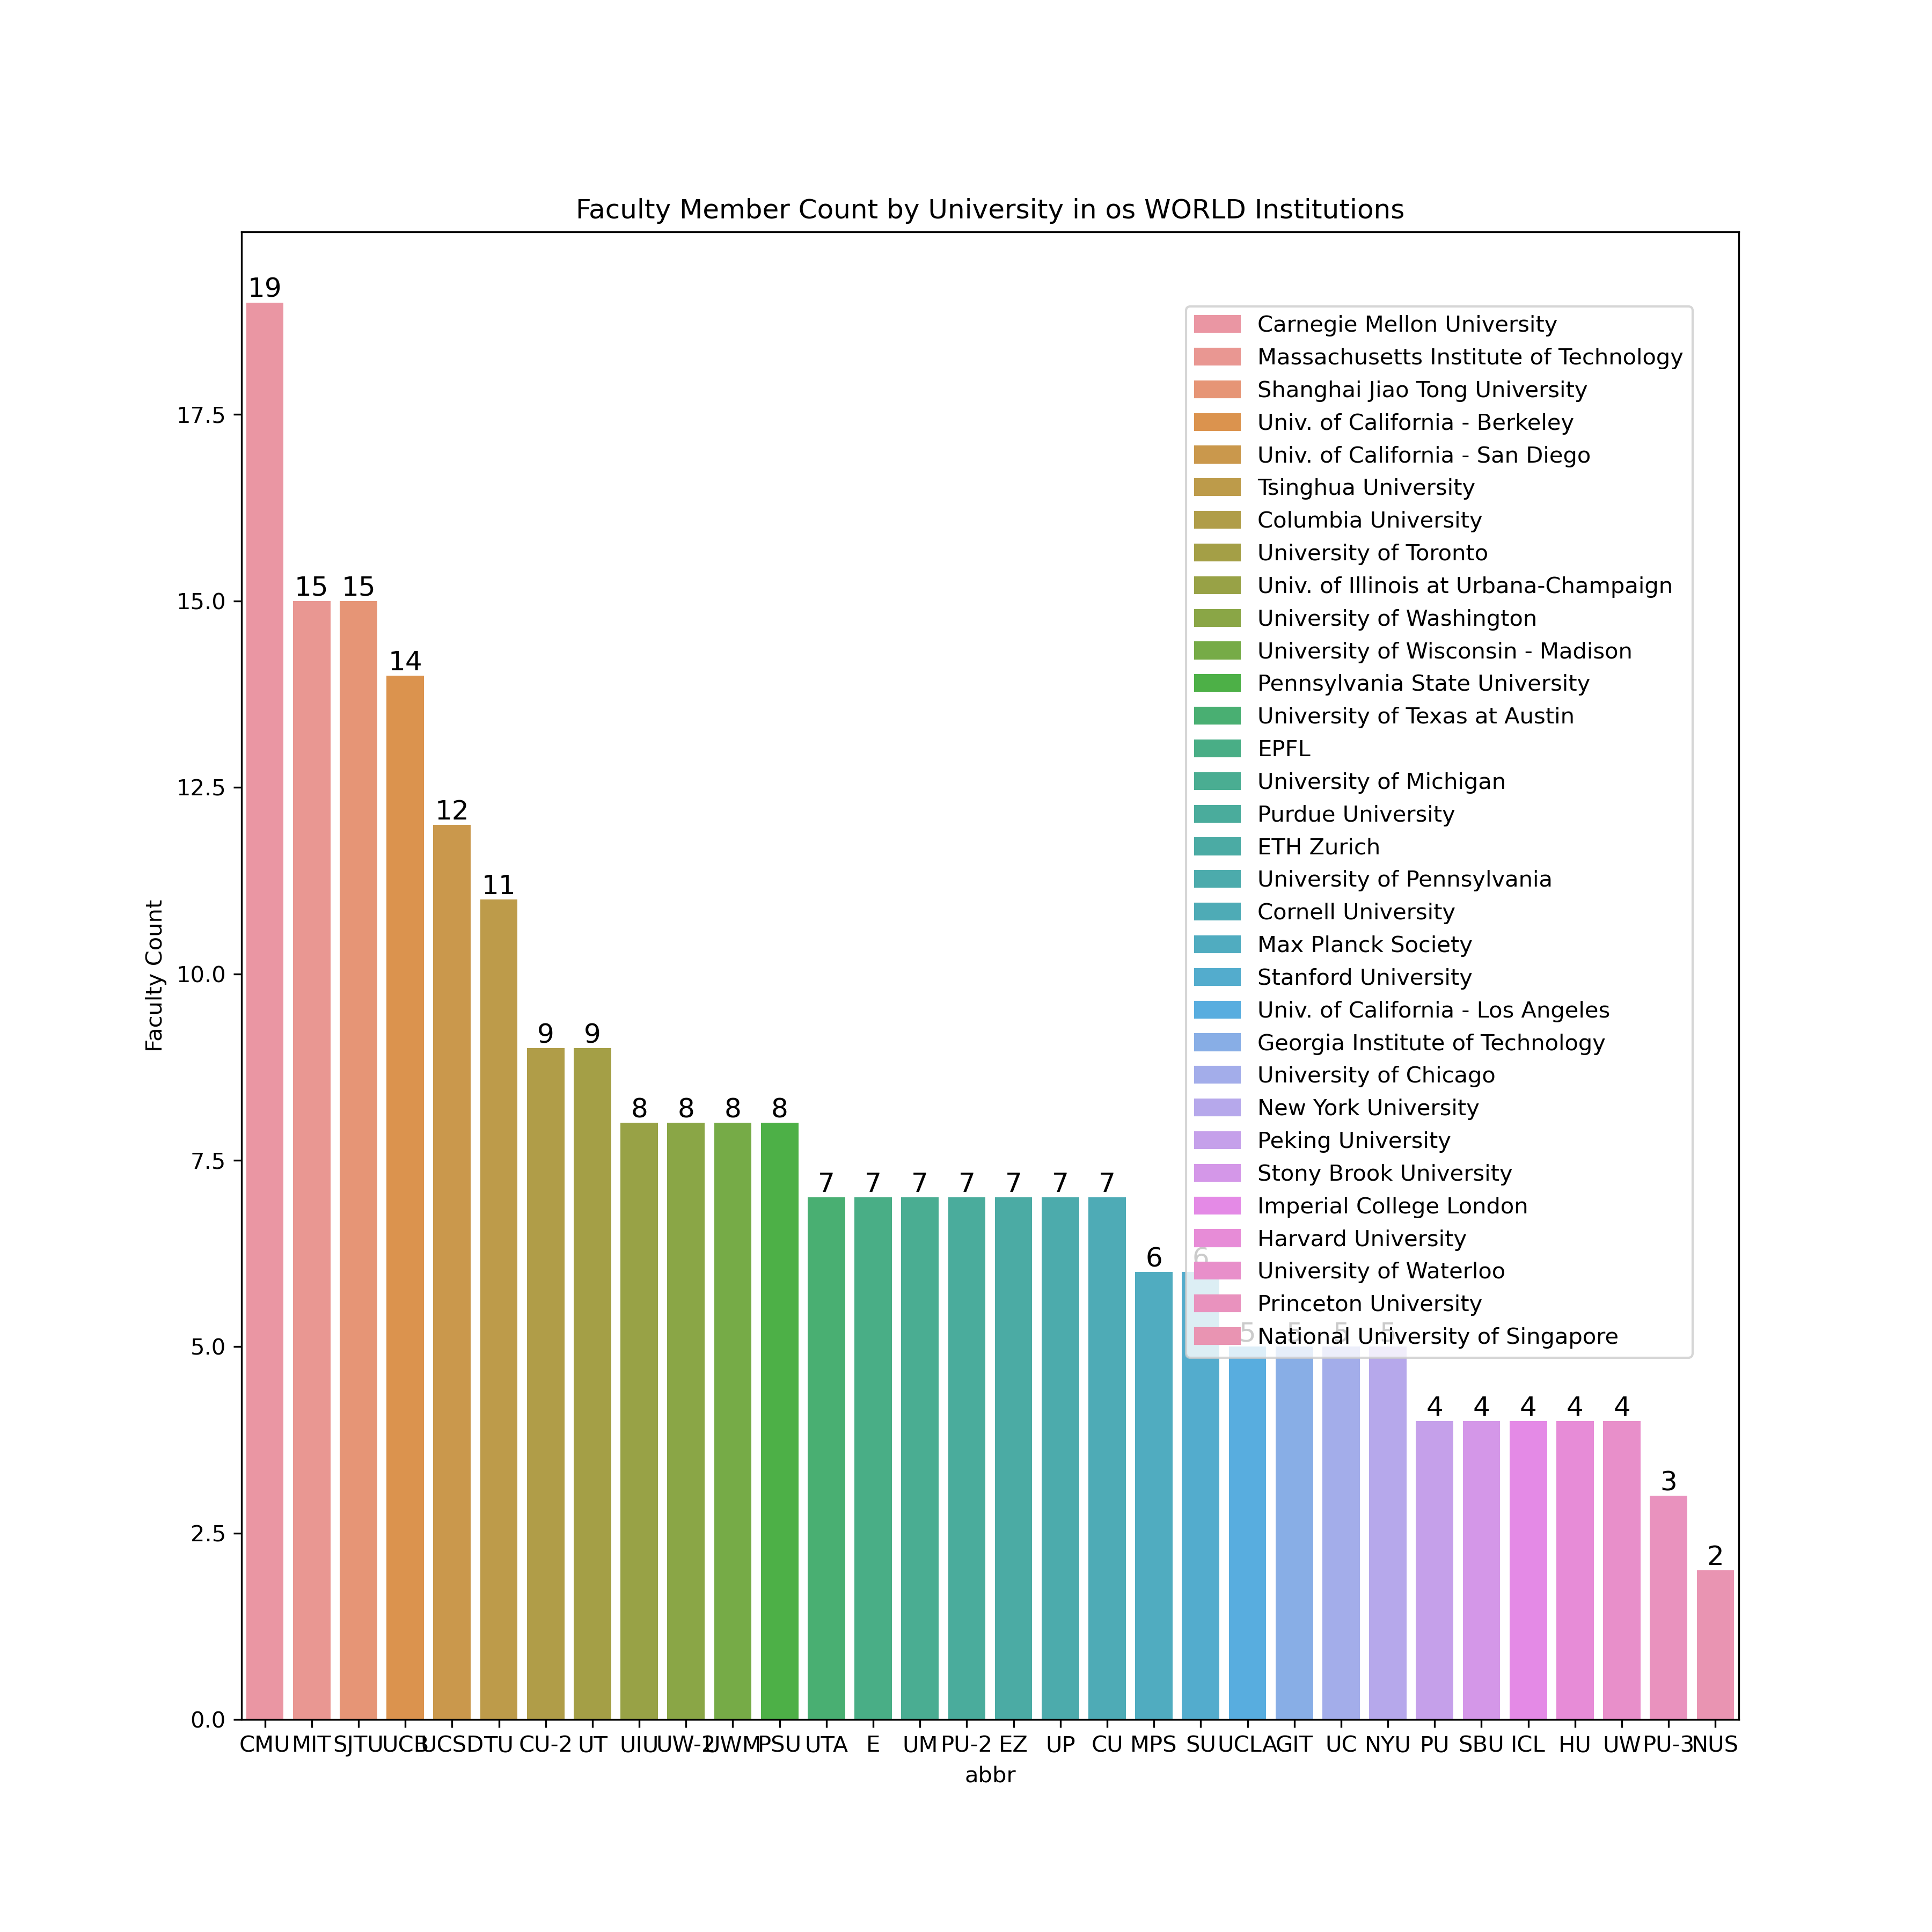 Faculty Member Count by University in os WORLD Institutions
19
15 15
14
12
11
9 9
8 8 8 8
7 7 7 7 7 7 7
6 6
5 5 5 5
4 4 4 4 4
3
2
Carnegie Mellon University
Massachusetts Institute of Technology
Shanghai Jiao Tong University
Univ. of California - Berkeley
Univ. of California - San Diego
Tsinghua University
Columbia University
University of Toronto
Univ. of Illinois at Urbana-Champaign
University of Washington
University of Wisconsin - Madison
Pennsylvania State University
University of Texas at Austin
EPFL
University of Michigan
Purdue University
ETH Zurich
University of Pennsylvania
Cornell University
Max Planck Society
Stanford University
Univ. of California - Los Angeles
Georgia Institute of Technology
University of Chicago
New York University
Peking University
Stony Brook University
Imperial College London
Harvard University
University of Waterloo
Princeton University
National University of Singapore
Faculty Count
17.5
15.0
12.5
10.0
7.5
5.0
2.5
0.0
CMU MIT SJTU UCB UCSD TU CU-2 UT UIU UW-2 UWM PSU UTA E UM PU-2 EZ UP CU MPS SU UCLA GIT UC NYU PU SBU ICL HU UW PU-3 NUS
abbr